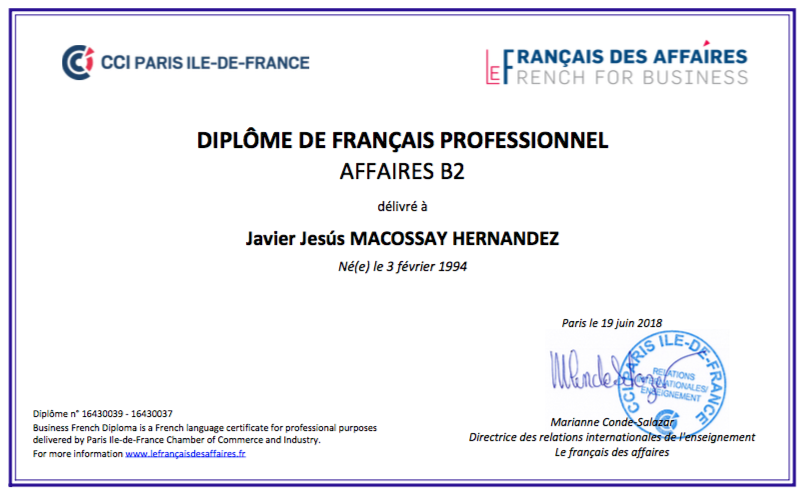 CCI PARIS ILE-DE-FRANCE
LE FRANÇAIS DES AFFAIRES
FRENCH FOR BUSINESS
DIPLÔME DE FRANÇAIS PROFESSIONNEL
AFFAIRES B2
délivré à
Javier Jesús MACOSSAY HERNANDEZ
Né(e) le 3 février 1994
Paris le 19 juin 2018
CCI PARIS ILE-DE-FRANCE
RELATIONS
INTERNATIONALES/
ENSEIGNEMENT
Marianne Condé-Salazar
Directrice des relations internationales de l'enseignement
Le français des affaires
Diplôme n° 16430039 - 16430037
Business French Diploma is a French language certificate for professional purposes
delivered by Paris Ile-de-France Chamber of Commerce and Industry.
For more information www.lefrançaisdesaffaires.fr